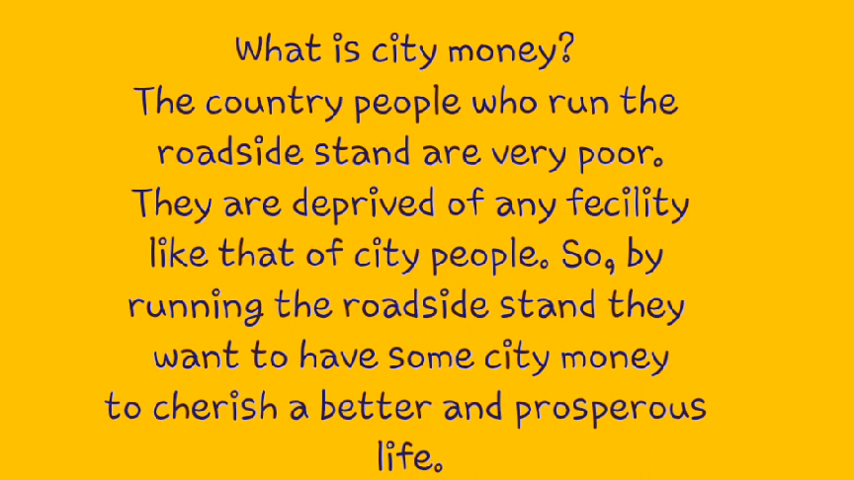 What is city money?
The country people who run the
roadside stand are very poor.
They are deprived of any fecility
like that of city people. So, by
running the roadside stand they
want to have some city money
to cherish a better and prosperous
life.